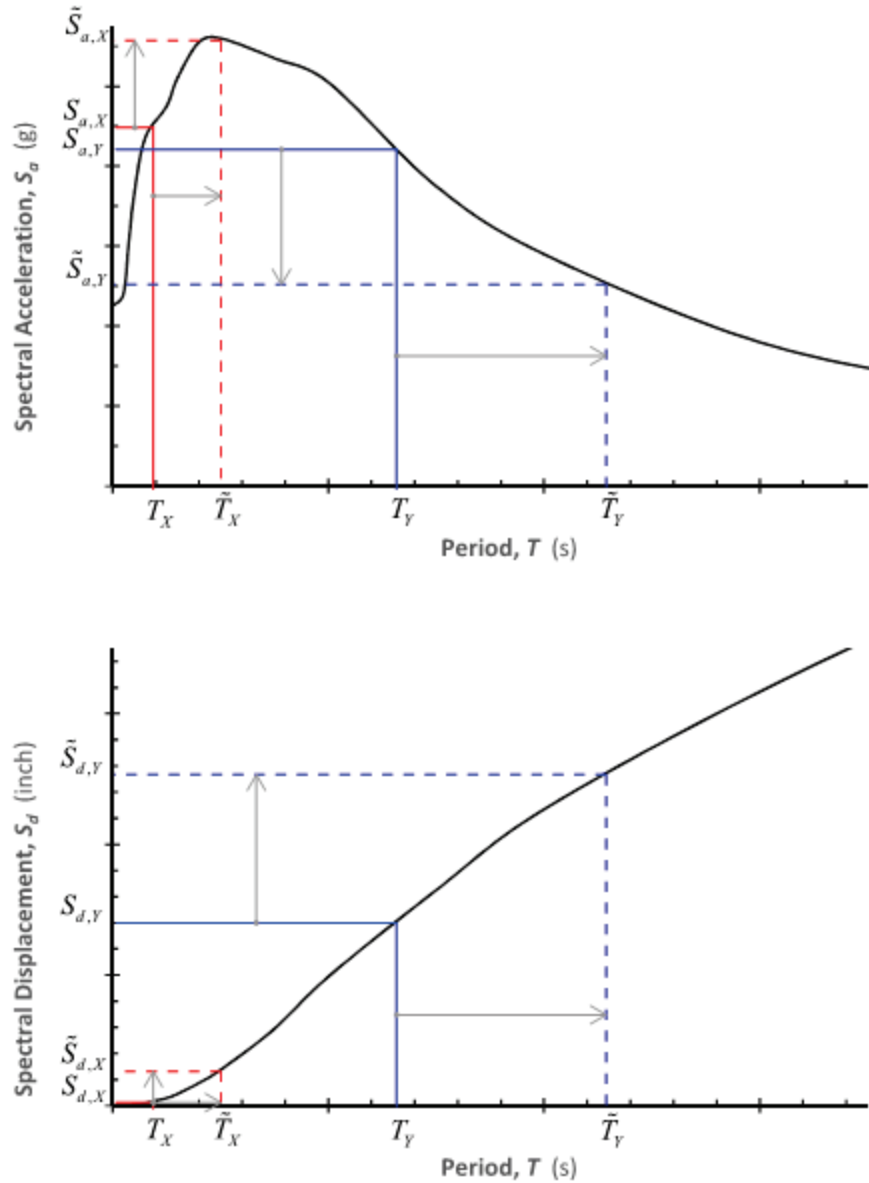 S̃a,X
Sa,X
Sa,Y
S̃a,Y
Spectral Acceleration, Sa (g)
TX T̃X TY T̃Y
Period, T (s)
S̃d,Y
Sd,Y
S̃d,X
Sd,X
Spectral Displacement, Sd (inch)
TX T̃X TY T̃Y
Period, T (s)